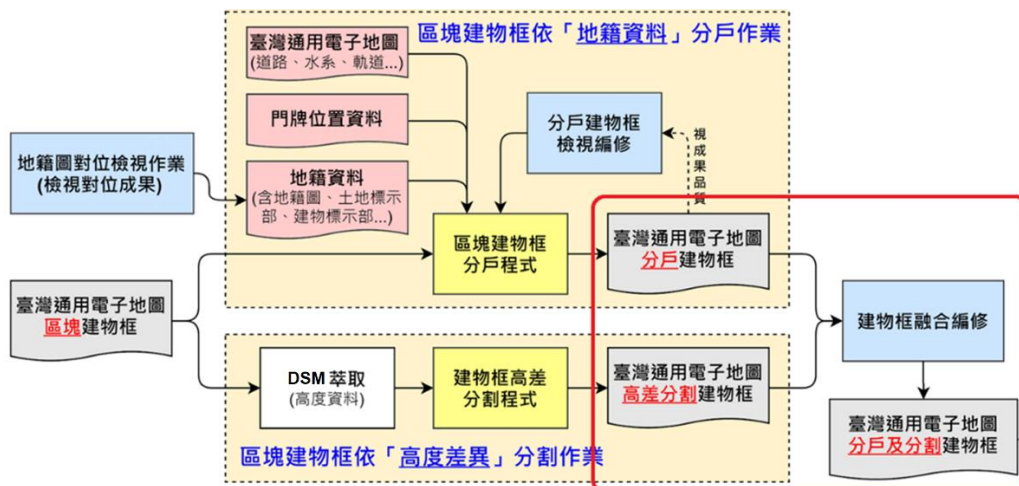 區塊建物框依「地籍資料」分戶作業
臺灣通用電子地圖
(道路、水系、軌道...)
門牌位置資料
地籍圖對位檢視作業
(檢視對位成果)
地籍資料
(含地籍圖、土地標示
部、建物標示部...)
分戶建物框
檢視編修
視成果品質
區塊建物框
分戶程式
臺灣通用電子地圖
分戶建物框
臺灣通用電子地圖
區塊建物框
建物框融合編修
DSM 萃取
(高度資料)
建物框高差
分割程式
臺灣通用電子地圖
高差分割建物框
臺灣通用電子地圖
分戶及分割建物框
區塊建物框依「高度差異」分割作業